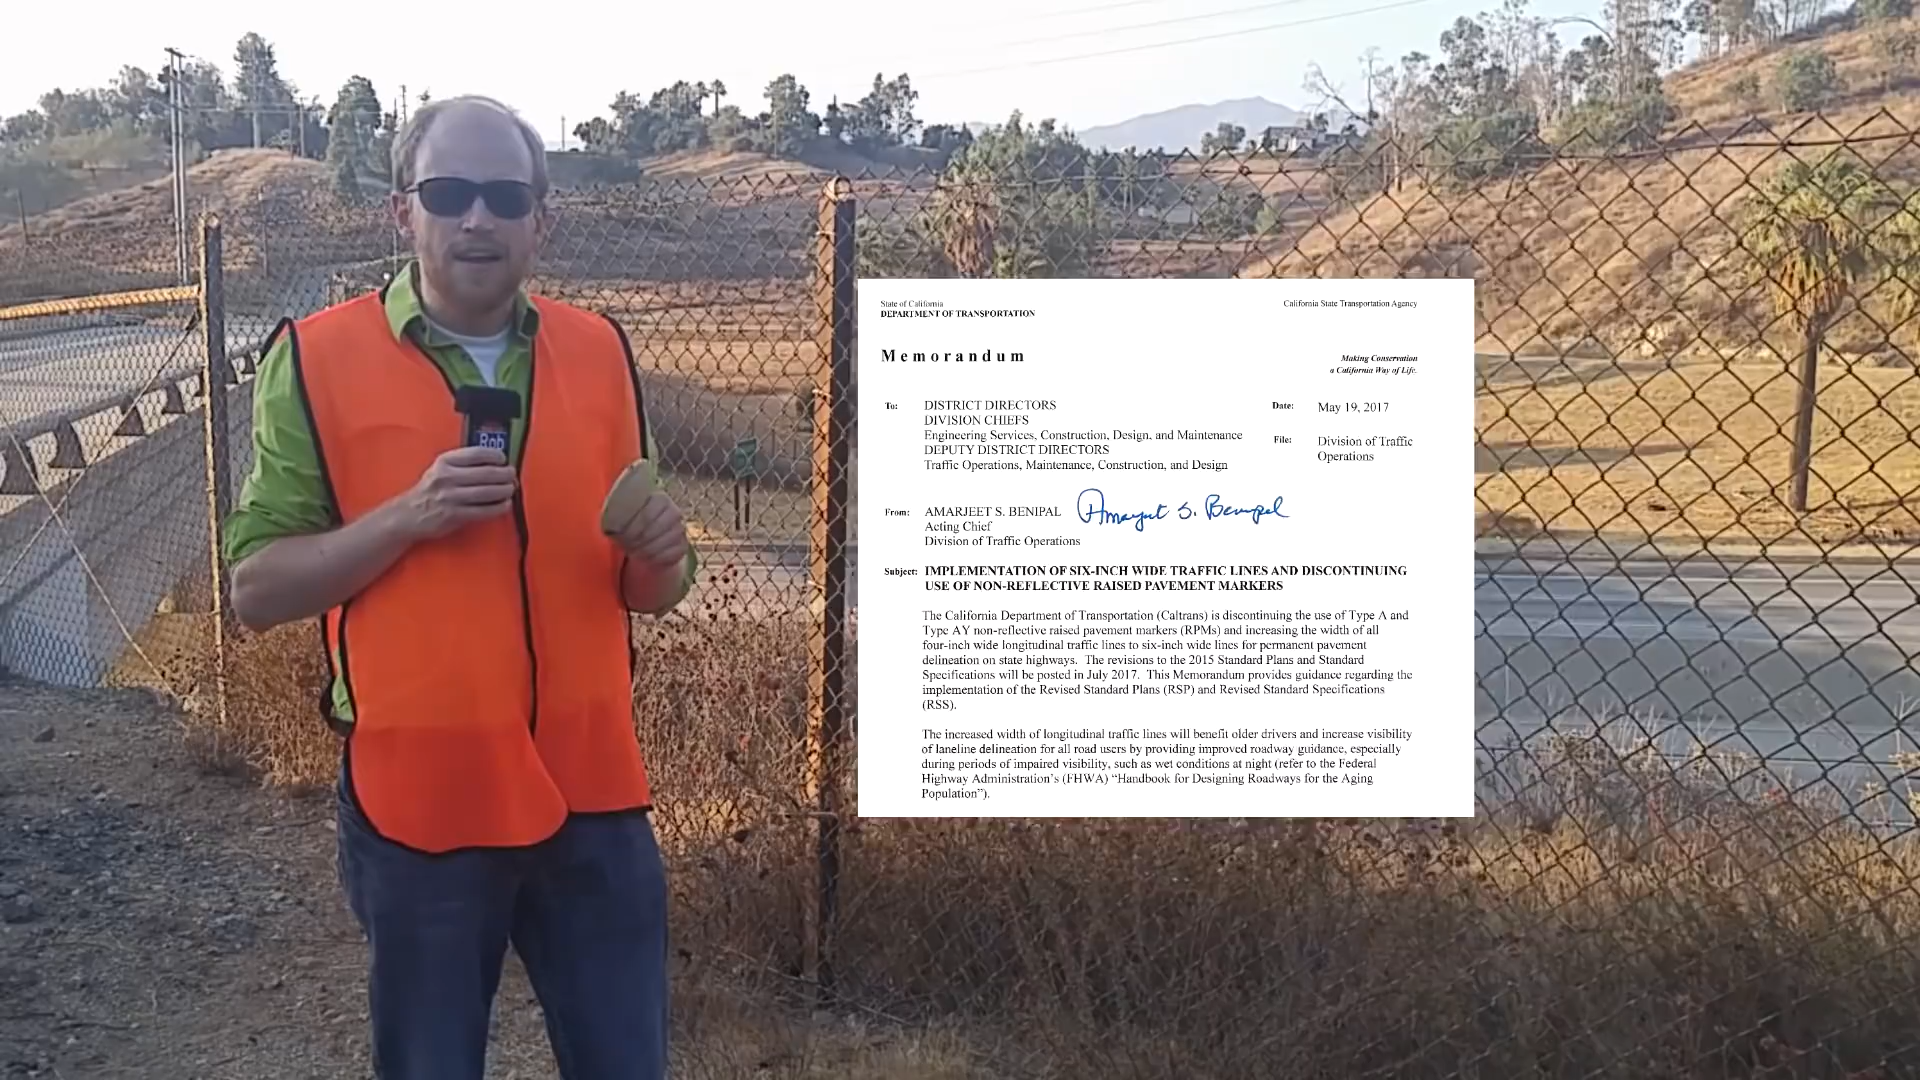 Rob
State of California
DEPARTMENT OF TRANSPORTATION
California State Transportation Agency
Memorandum
Making Conservation
a California Way of Life.
To: DISTRICT DIRECTORS
DIVISION CHIEFS
Engineering Services, Construction, Design, and Maintenance
DEPUTY DISTRICT DIRECTORS
Traffic Operations, Maintenance, Construction, and Design
Date: May 19, 2017
File: Division of Traffic
Operations
From: AMARJEET S. BENIPAL Amarjeet S. Benipal
Acting Chief
Division of Traffic Operations
Subject: IMPLEMENTATION OF SIX-INCH WIDE TRAFFIC LINES AND DISCONTINUING
USE OF NON-REFLECTIVE RAISED PAVEMENT MARKERS
The California Department of Transportation (Caltrans) is discontinuing the use of Type A and
Type AY non-reflective raised pavement markers (RPMs) and increasing the width of all
four-inch wide longitudinal traffic lines to six-inch wide lines for permanent pavement
delineation on state highways. The revisions to the 2015 Standard Plans and Standard
Specifications will be posted in July 2017. This Memorandum provides guidance regarding the
implementation of the Revised Standard Plans (RSP) and Revised Standard Specifications
(RSS).
The increased width of longitudinal traffic lines will benefit older drivers and increase visibility
of laneline delineation for all road users by providing improved roadway guidance, especially
during periods of impaired visibility, such as wet conditions at night (refer to the Federal
Highway Administration's (FHWA) “Handbook for Designing Roadways for the Aging
Population”).